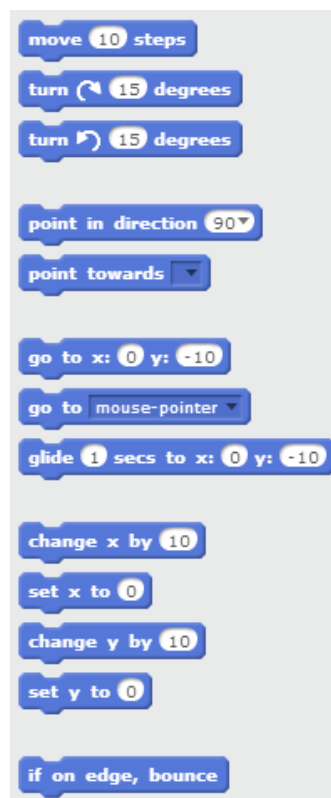 move 10 steps
turn 15 degrees
turn 15 degrees
point in direction 90
point towards
go to x: 0 y: -10
go to mouse-pointer
glide 1 secs to x: 0 y: -10
change x by 10
set x to 0
change y by 10
set y to 0
if on edge, bounce